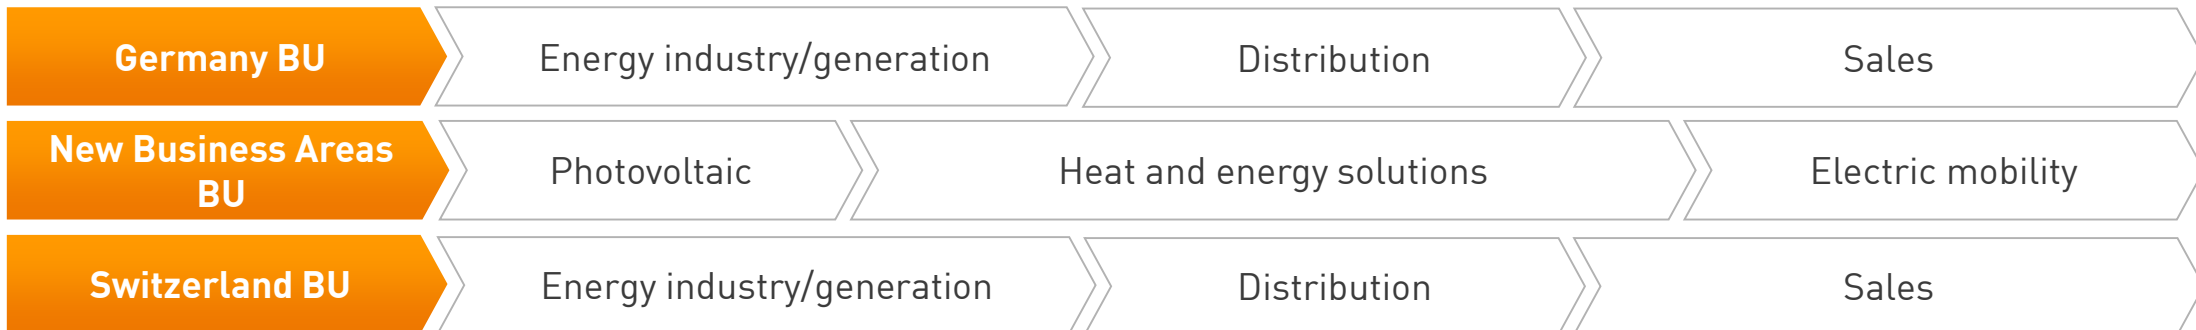 Germany BU
Energy industry/generation
Distribution
Sales
New Business Areas
BU
Photovoltaic
Heat and energy solutions
Electric mobility
Switzerland BU
Energy industry/generation
Distribution
Sales